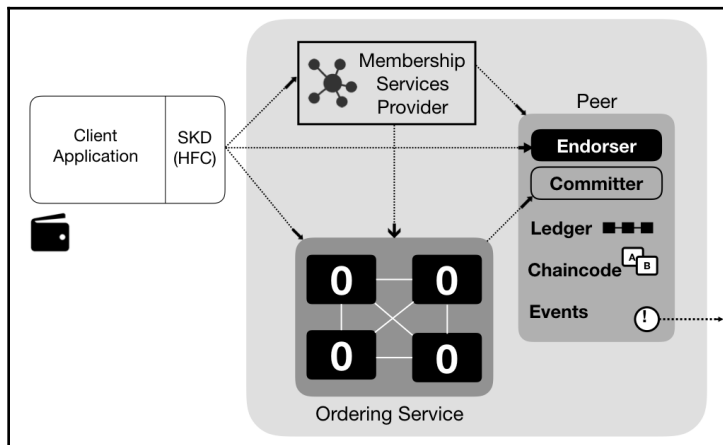 Client
Application
SKD
(HFC)
Membership
Services
Provider
Peer
Endorser
Committer
Ledger
Chaincode
A
B
Events
!
0
0
0
0
Ordering Service